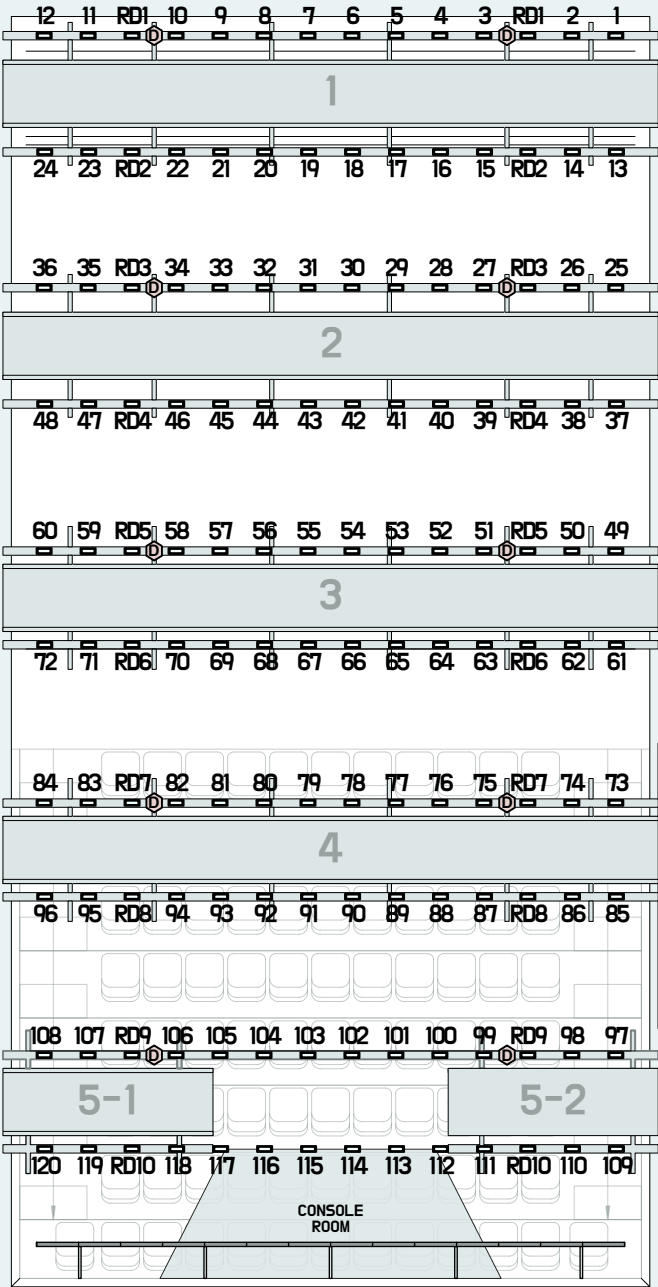 12 11 RD1 10 9 8 7 6 5 4 3 RD1 2 1
D D
1
24 23 RD2 22 21 20 19 18 17 16 15 RD2 14 13
36 35 RD3 34 33 32 31 30 29 28 27 RD3 26 25
D D
2
48 47 RD4 46 45 44 43 42 41 40 39 RD4 38 37
60 59 RD5 58 57 56 55 54 53 52 51 RD5 50 49
D D
3
72 71 RD6 70 69 68 67 66 65 64 63 RD6 62 61
84 83 RD7 82 81 80 79 78 77 76 75 RD7 74 73
D D
4
96 95 RD8 94 93 92 91 90 89 88 87 RD8 86 85
108 107 RD9 106 105 104 103 102 101 100 99 RD9 98 97
D D
5-1 5-2
120 119 RD10 118 117 116 115 114 113 112 111 RD10 110 109
CONSOLE
ROOM